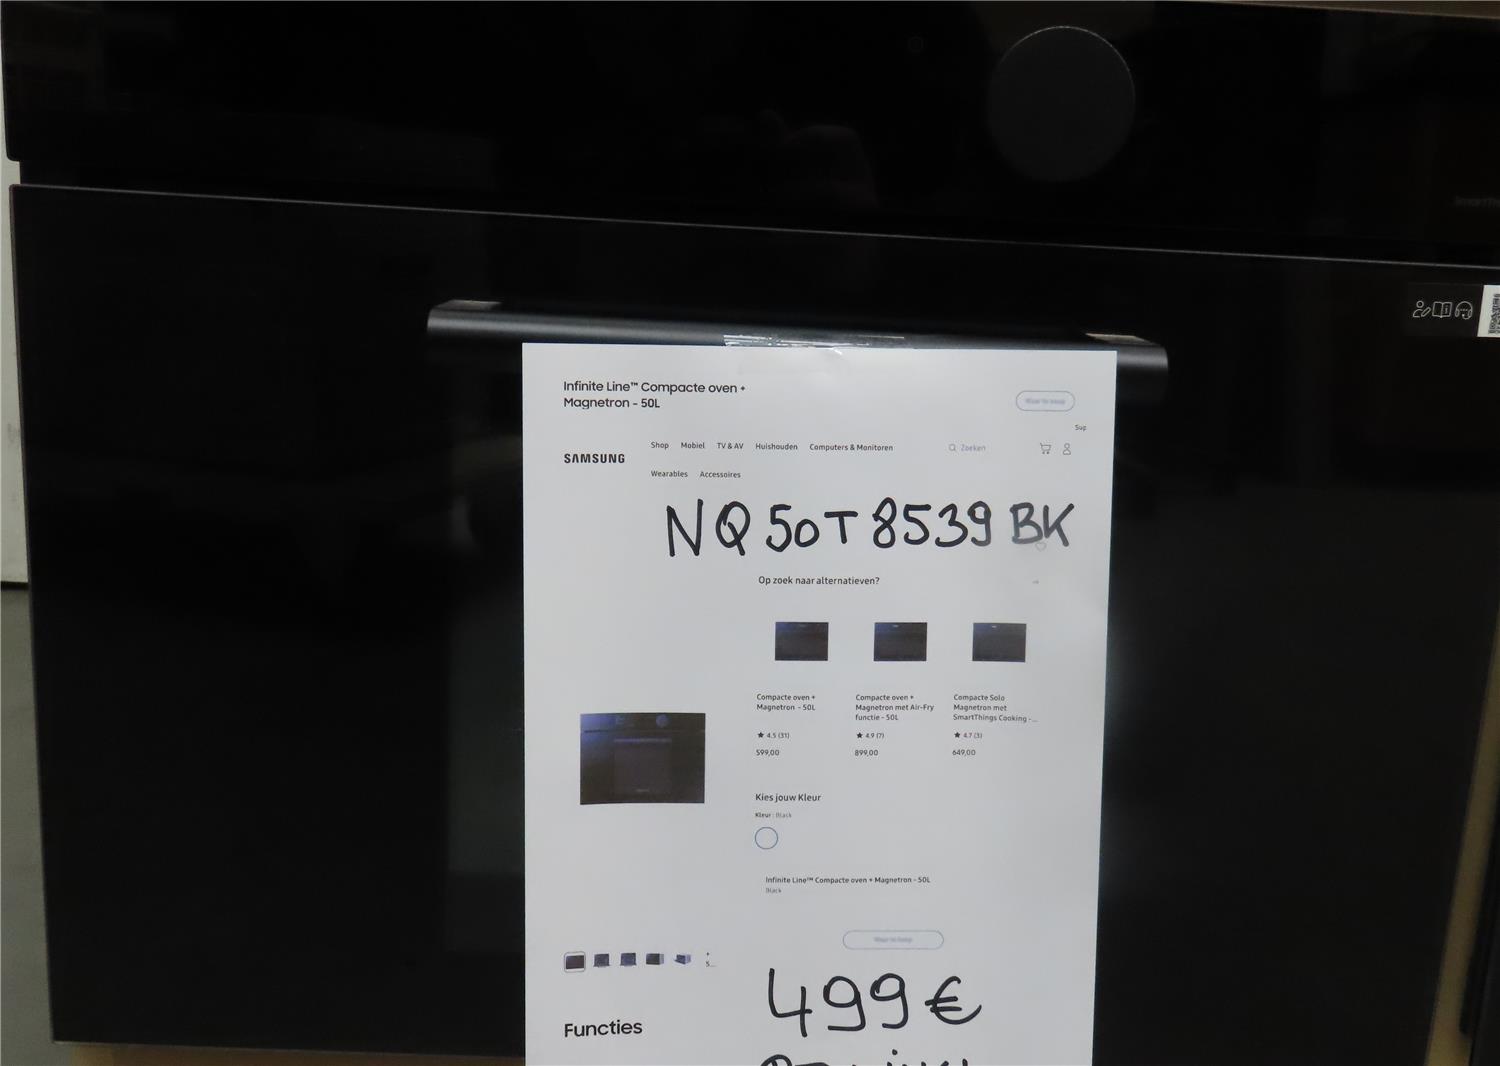 Infinite Line™ Compacte oven +
Magnetron - 50L
Sup
SAMSUNG
Shop Mobiel TV & AV Huishouden Computers & Monitoren
Zoeken
Wearables Accessoires
NQ50T8539BK
Op zoek naar alternatieven?
Compacte oven +
Magnetron - 50L
★ 4.5 (31)
599,00
Compacte oven +
Magnetron met Air-Fry
functie - 50L
★ 4.9 (7)
899,00
Compacte Solo
Magnetron met
SmartThings Cooking -...
★ 4.7 (3)
649,00
Kies jouw Kleur
Kleur : Black
Infinite Line™ Compacte oven + Magnetron - 50L
Black
+
S...
499€
Functies